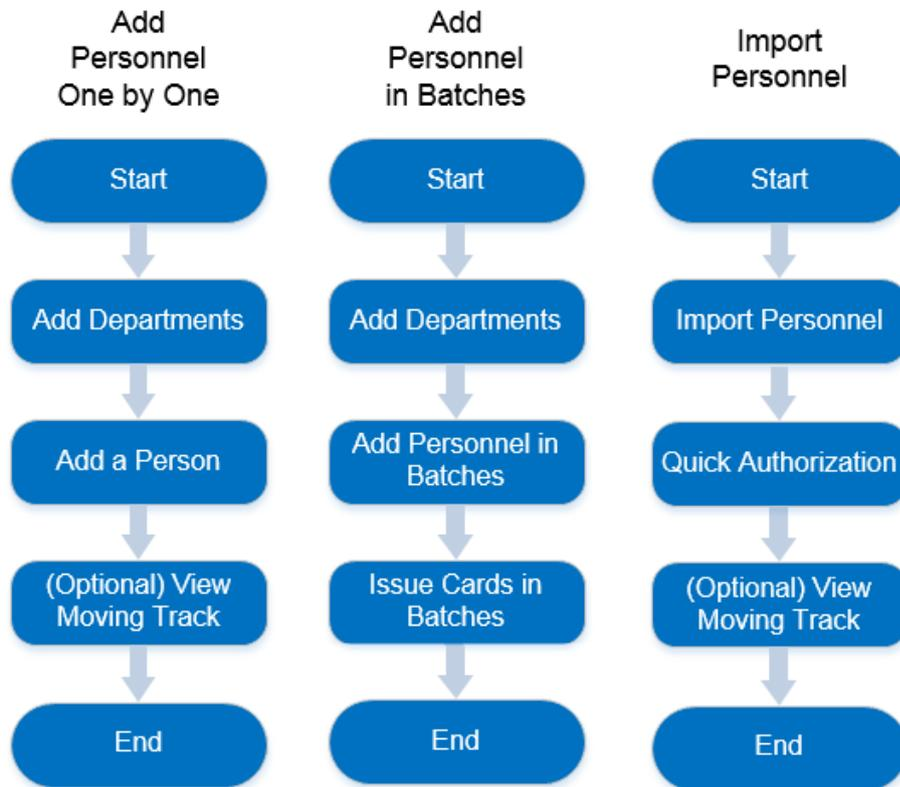 Add
Personnel
One by One
Start
Add Departments
Add a Person
(Optional) View
Moving Track
End
Add
Personnel
in Batches
Start
Add Departments
Add Personnel in
Batches
Issue Cards in
Batches
End
Import
Personnel
Start
Import Personnel
Quick Authorization
(Optional) View
Moving Track
End